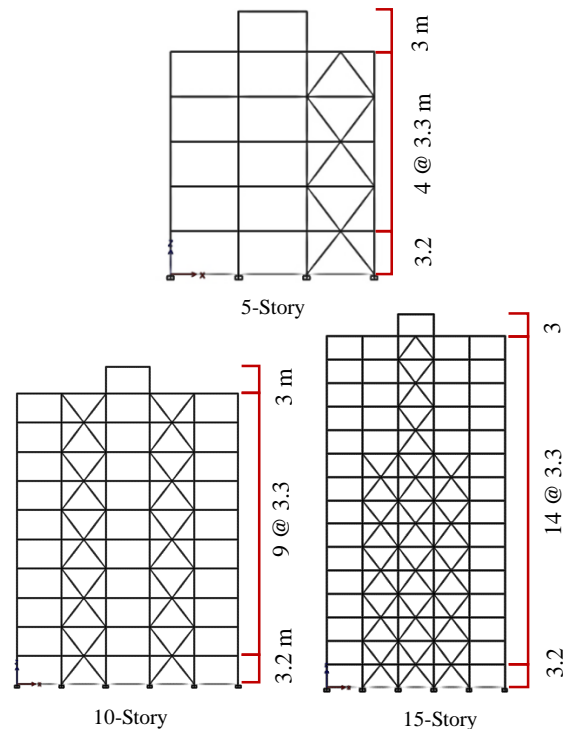 3 m
4 @ 3.3 m
3.2
Z
X
5-Story
3 m
9 @ 3.3
3.2 m
X
10-Story
3
14 @ 3.3
3.2
X
15-Story